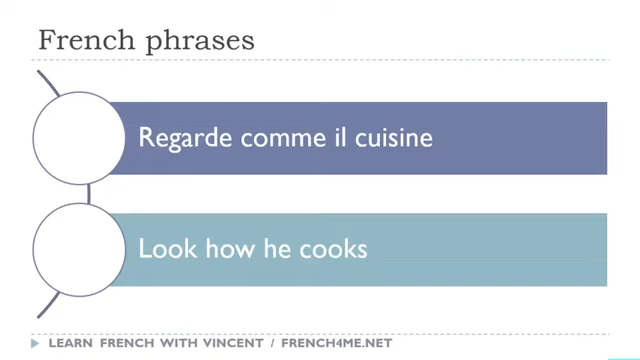 French phrases
Regarde comme il cuisine
Look how he cooks
LEARN FRENCH WITH VINCENT / FRENCH4ME.NET